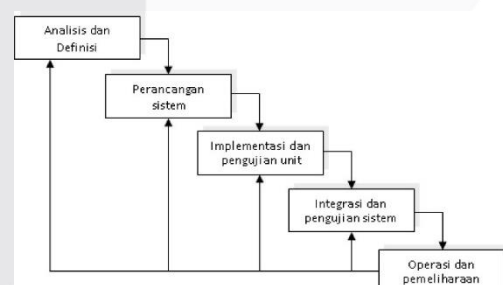 Analisis dan
Definisi
Perancangan
sistem
Implementasi dan
pengujian unit
Integrasi dan
pengujian sistem
Operasi dan
pemeliharaan